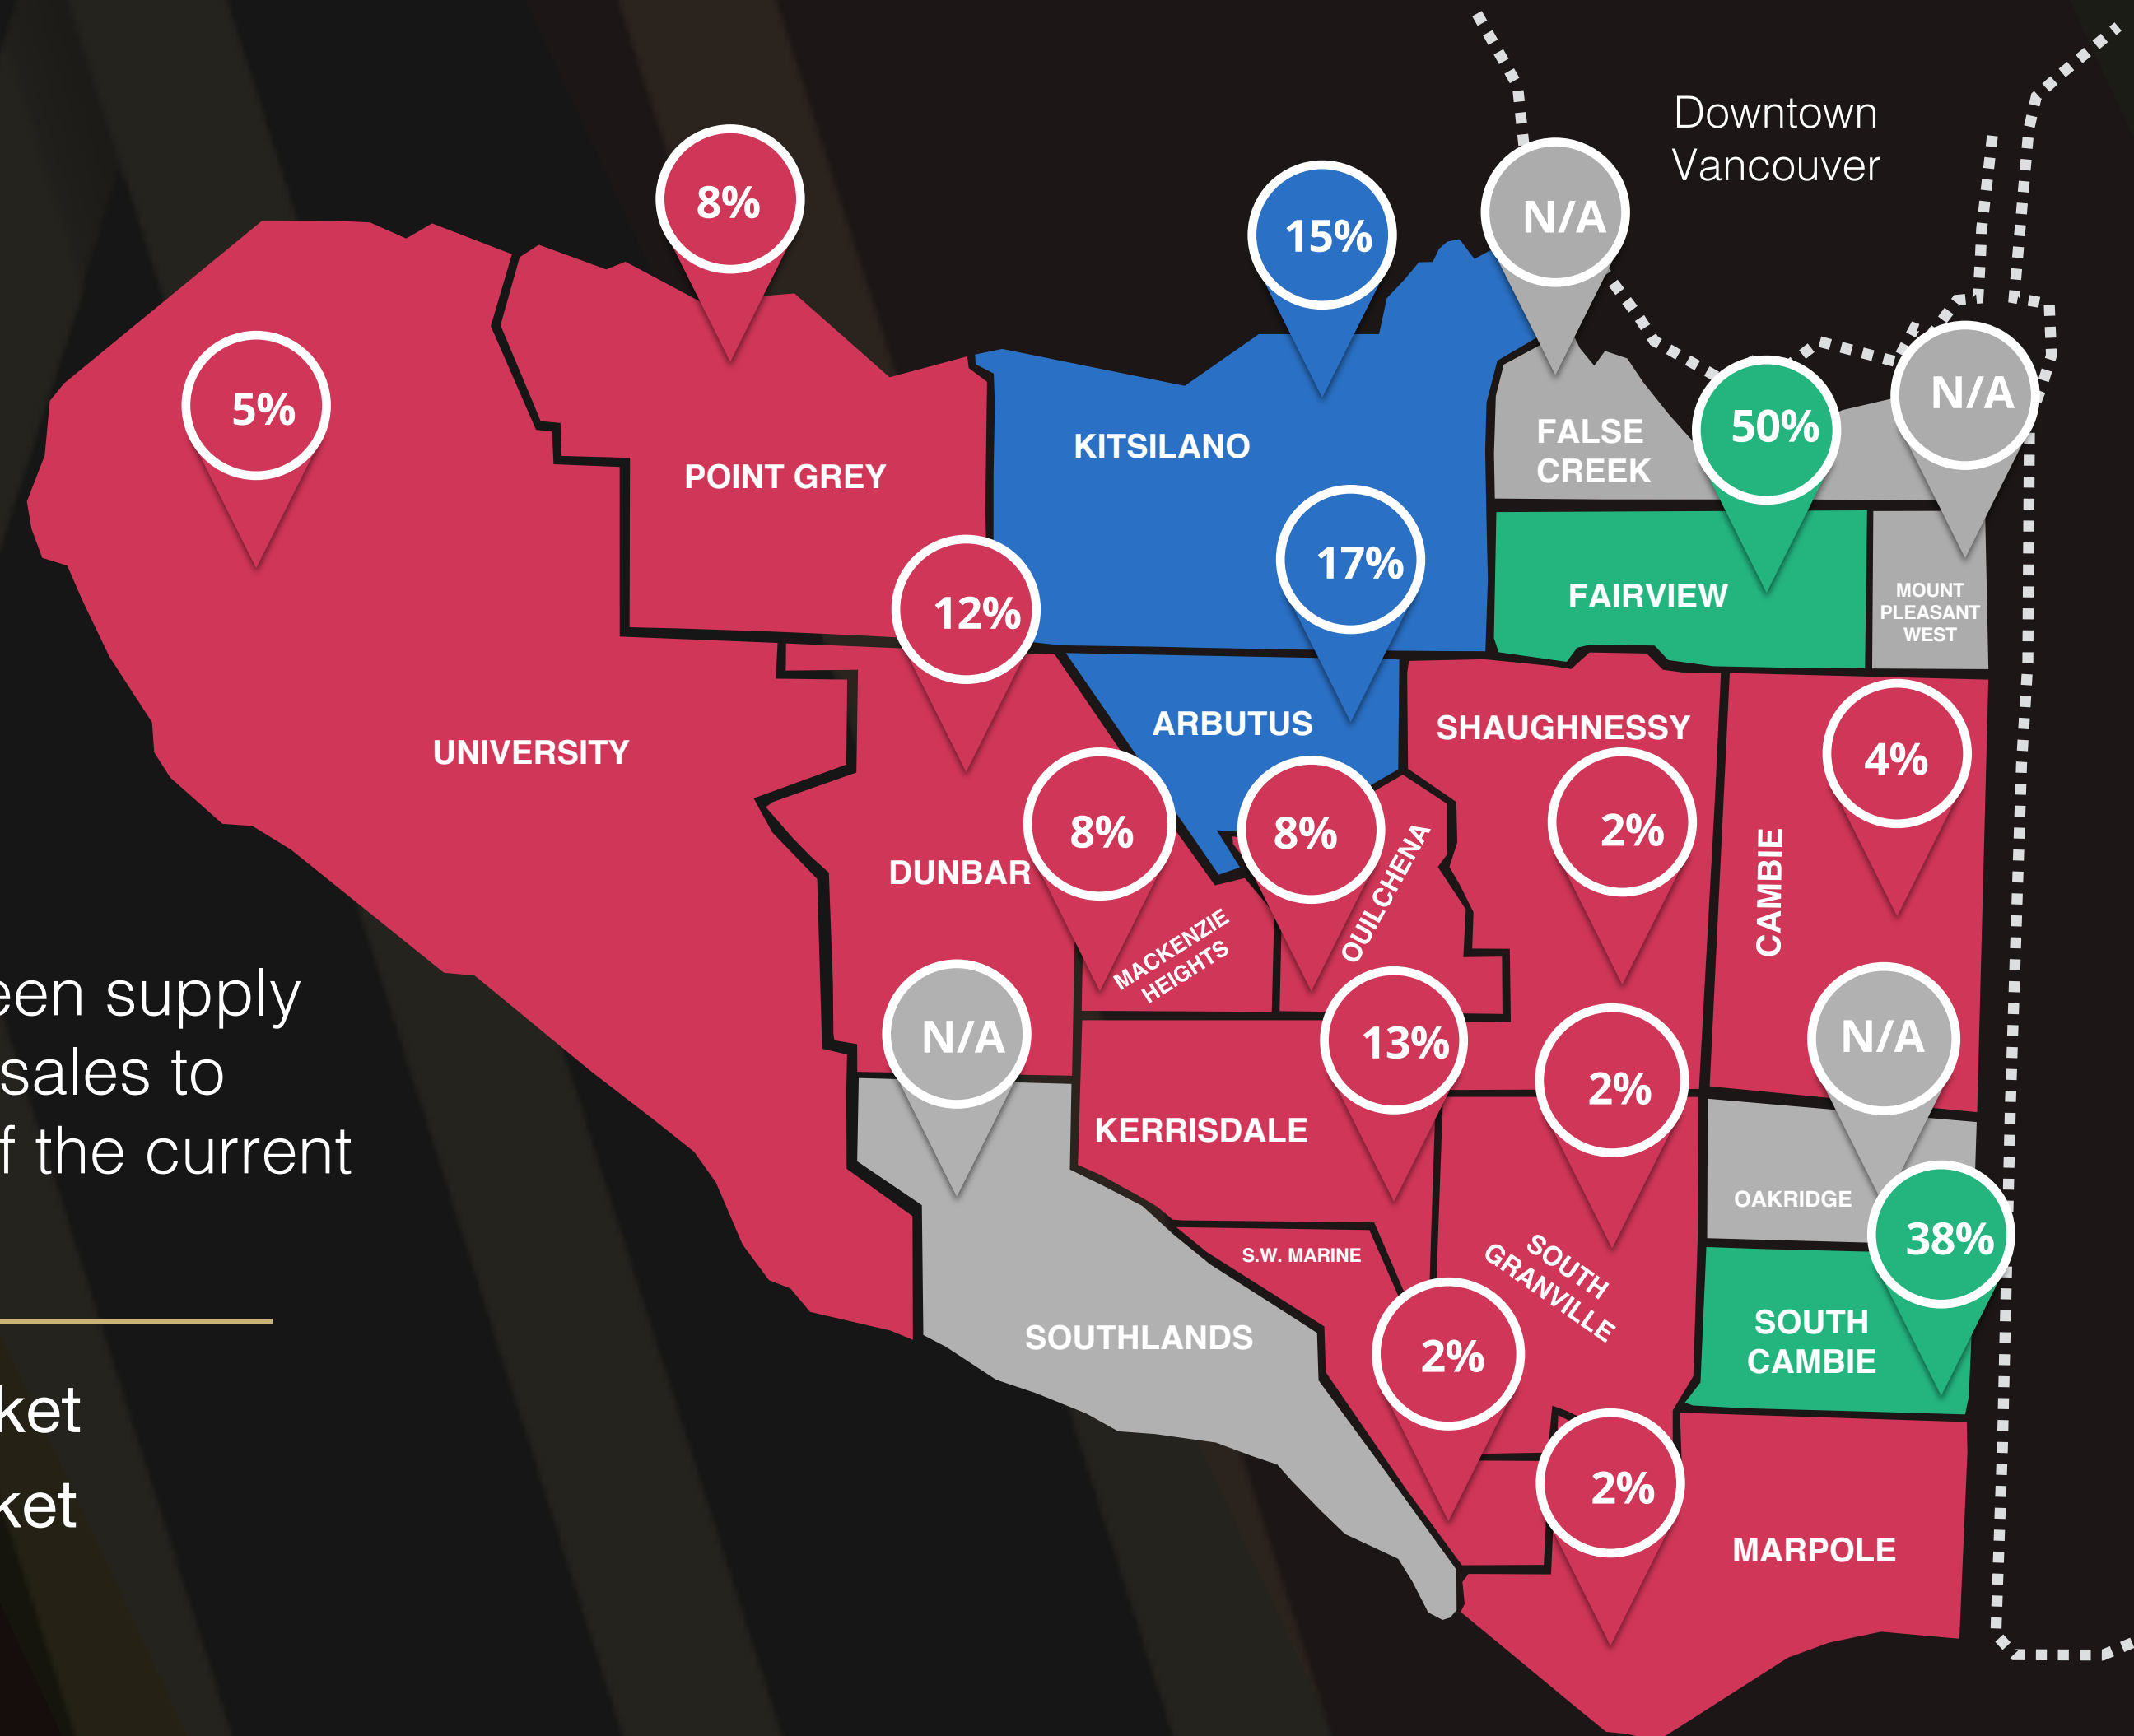 Downtown
Vancouver
8%
15%
N/A
5%
N/A
50%
KITSILANO
FALSE
CREEK
POINT GREY
17%
12%
FAIRVIEW
MOUNT
PLEASANT
WEST
UNIVERSITY
ARBUTUS
SHAUGHNESSY
4%
8%
8%
2%
DUNBAR
OUILCHENA
CAMBIE
MACKENZIE
HEIGHTS
N/A
13%
2%
N/A
KERRISDALE
OAKRIDGE
38%
S.W. MARINE
SOUTH
GRANVILLE
SOUTHLANDS
2%
SOUTH
CAMBIE
2%
MARPOLE
een supply
sales to
f the current
ket
ket